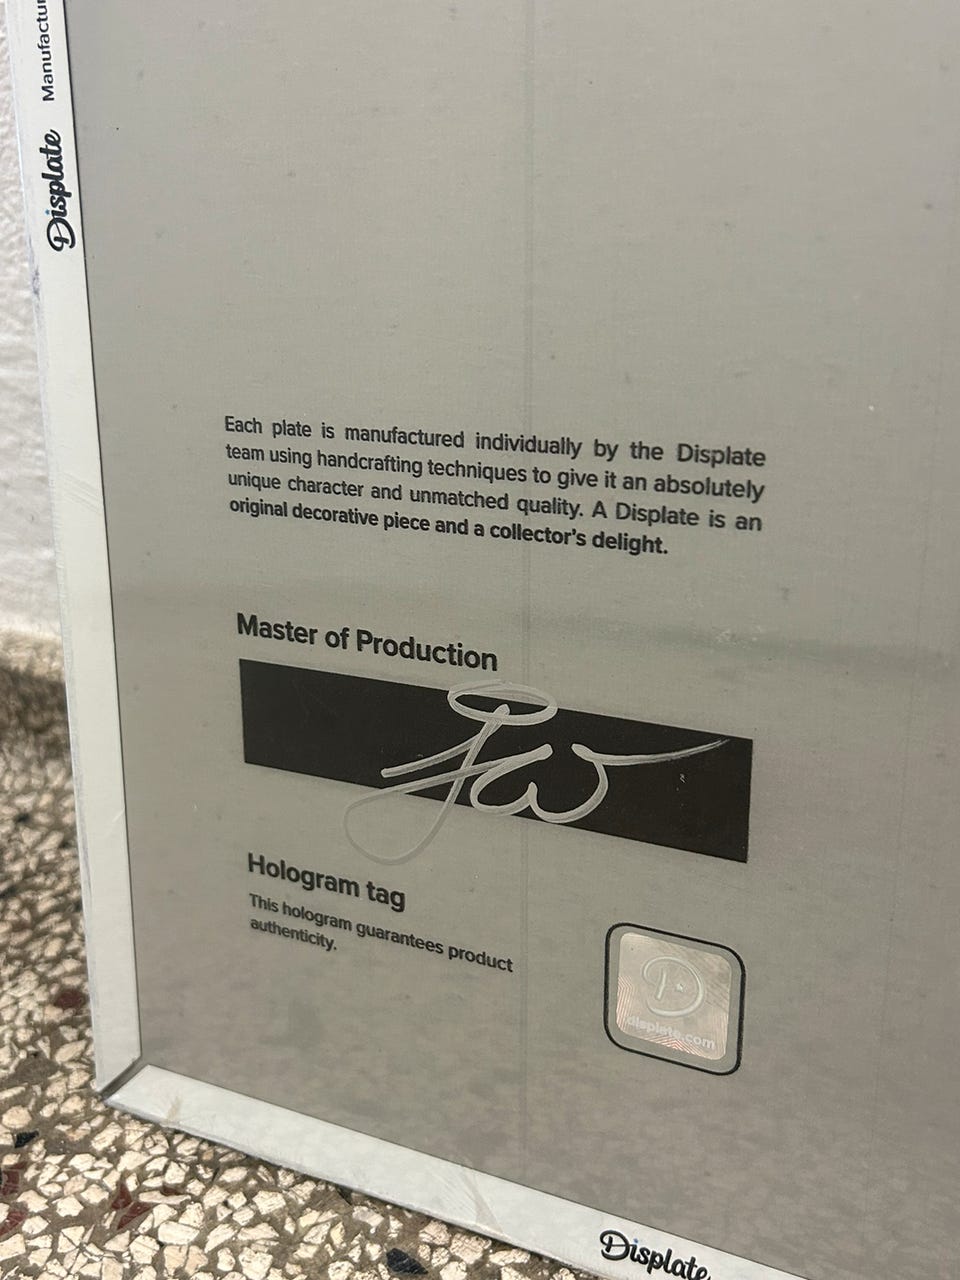 Displate
Manufactur
Each plate is manufactured individually by the Displate
team using handcrafting techniques to give it an absolutely
unique character and unmatched quality. A Displate is an
original decorative piece and a collector's delight.
Master of Production
Hologram tag
This hologram guarantees product
authenticity.
D
displate.com
Displate